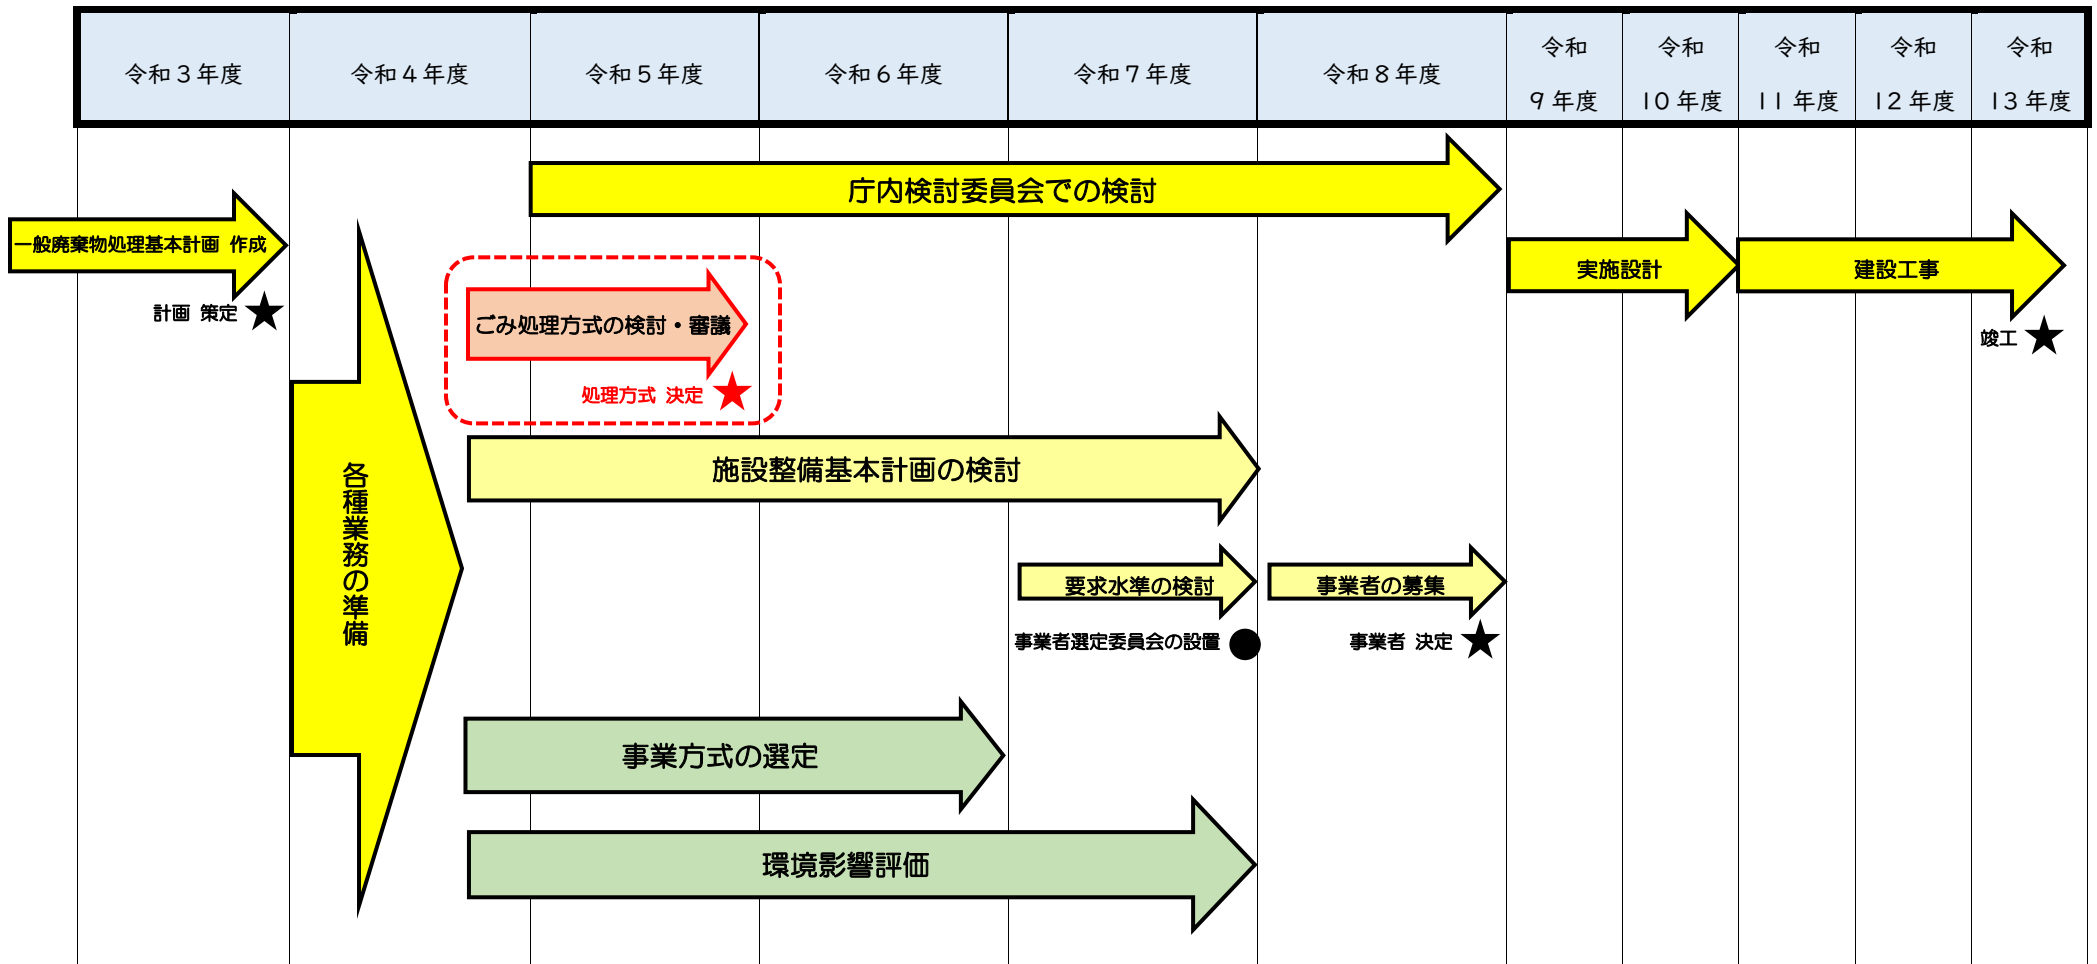 令和３年度
令和４年度
令和５年度
令和６年度
令和７年度
令和８年度
令和
９年度
令和
10年度
令和
11年度
令和
12年度
令和
13年度
庁内検討委員会での検討
一般廃棄物処理基本計画 作成
計画 策定 ★
実施設計
建設工事
竣工 ★
ごみ処理方式の検討・審議
処理方式 決定 ★
各種業務の準備
施設整備基本計画の検討
要求水準の検討
事業者の募集
事業者選定委員会の設置 ●
事業者 決定 ★
事業方式の選定
環境影響評価